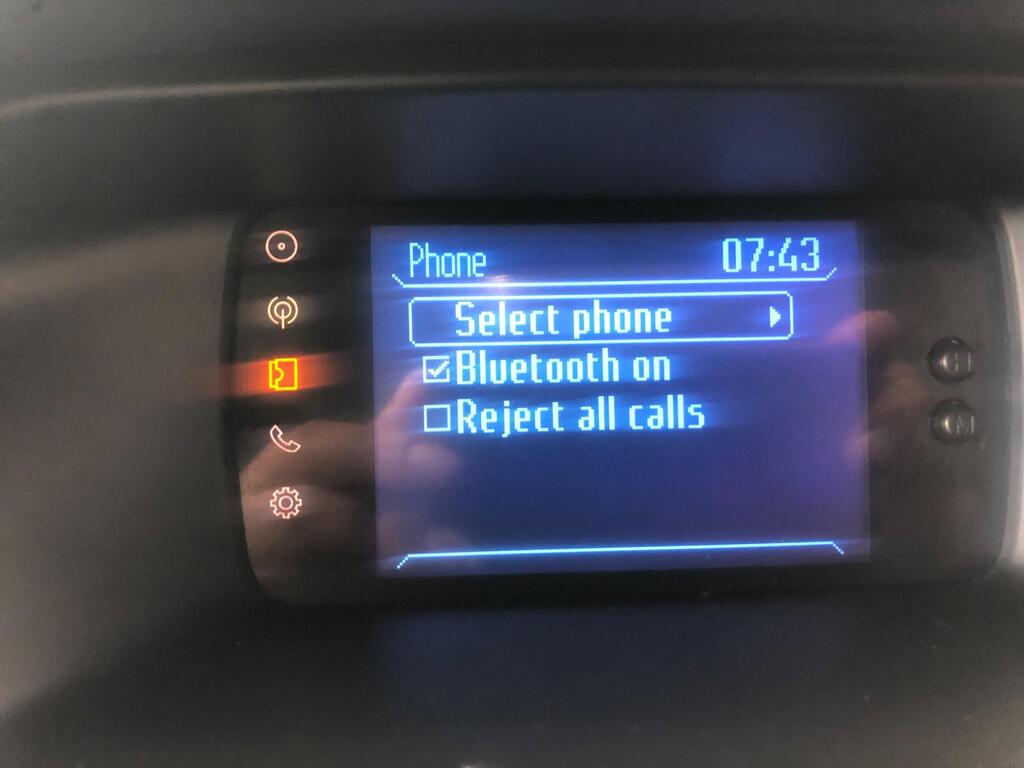 Phone
07:43
Select phone
Bluetooth on
Reject all calls